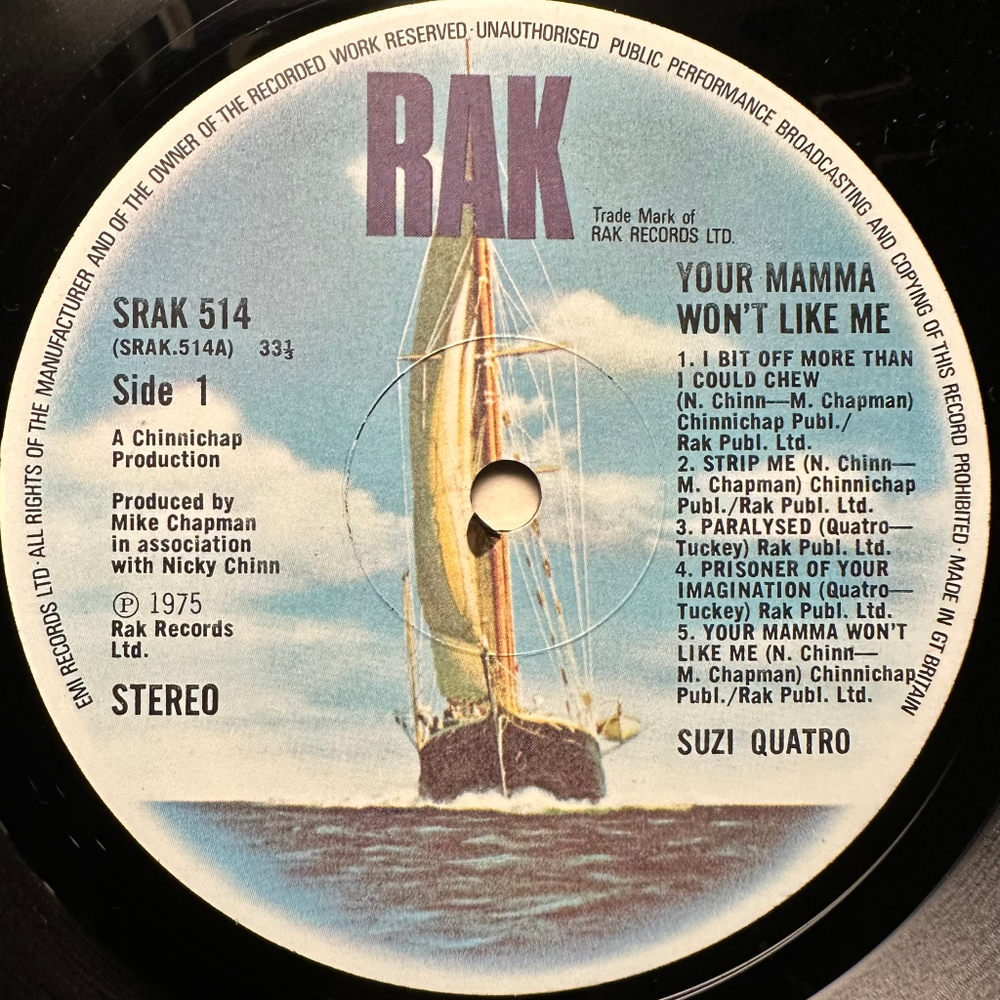 EMI RECORDS LTD · ALL RIGHTS OF THE MANUFACTURER AND OF THE OWNER OF THE RECORDED WORK RESERVED · UNAUTHORISED PUBLIC PERFORMANCE BROADCASTING AND COPYING OF THIS RECORD PROHIBITED · MADE IN GT. BRITAIN
RAK
Trade Mark of
RAK RECORDS LTD.
SRAK 514
(SRAK.514A) 33⅓
Side 1
A Chinnichap
Production
Produced by
Mike Chapman
in association
with Nicky Chinn
℗ 1975
Rak Records
Ltd.
STEREO
YOUR MAMMA
WON'T LIKE ME
1. I BIT OFF MORE THAN
I COULD CHEW
(N. Chinn—M. Chapman)
Chinnichap Publ./
Rak Publ. Ltd.
2. STRIP ME (N. Chinn—
M. Chapman) Chinnichap
Publ./Rak Publ. Ltd.
3. PARALYSED (Quatro—
Tuckey) Rak Publ. Ltd.
4. PRISONER OF YOUR
IMAGINATION (Quatro—
Tuckey) Rak Publ. Ltd.
5. YOUR MAMMA WON'T
LIKE ME (N. Chinn—
M. Chapman) Chinnichap
Publ./Rak Publ. Ltd.
SUZI QUATRO